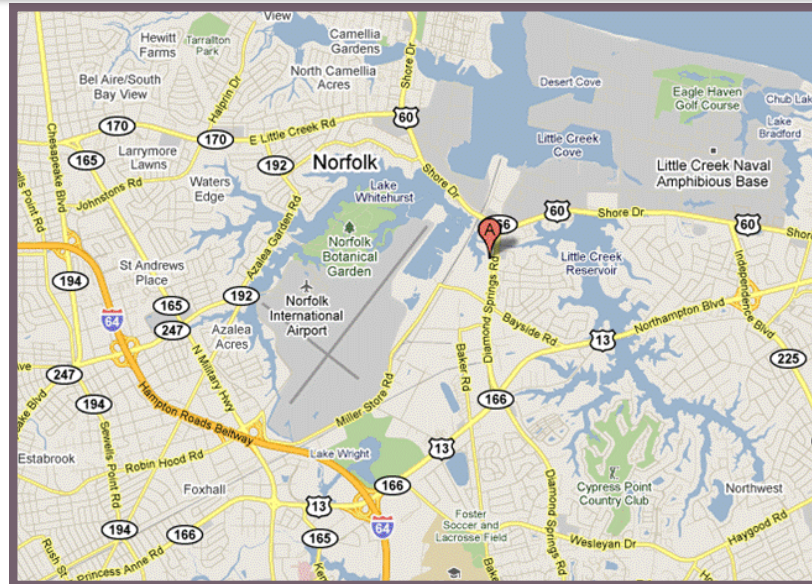 View
Hewitt
Farms
Tarrallton
Park
Camellia
Gardens
Shore Dr
Bel Aire/South
Bay View
Halprin Dr
North Camellia
Acres
Desert Cove
Eagle Haven
Golf Course
Chub Lak
Lake
Bradford
170
170
E Little Creek Rd
60
Chesapeake Blvd
165
Larrymore
Lawns
192
Norfolk
Little Creek
Cove
Little Creek Naval
Amphibious Base
Sewells Point Rd
Johnstons Rd
Waters
Edge
Lake
Whitehurst
Shore Dr
60
Shore Dr
60
Shor
A
Azalea Garden Rd
Norfolk
Botanical
Garden
Little Creek
Reservoir
194
St Andrews
Place
192
Norfolk
International
Airport
Diamond Springs Rd
Independence Blvd
165
64
247
Azalea
Acres
Bayside Rd
13
Northampton Blvd
Ave
247
N Military Hwy
Baker Rd
225
194
166
Hampton Roads Beltway
Miller Store Rd
Sewells Point Rd
Robin Hood Rd
Lake Wright
13
Estabrook
Foxhall
166
Diamond Springs
Cypress Point
Country Club
Northwest
13
194
166
165
64
Foster
Soccer and
Lacrosse Field
Haygood Rd
Wesleyan Dr
Rush St
Princess Anne Rd